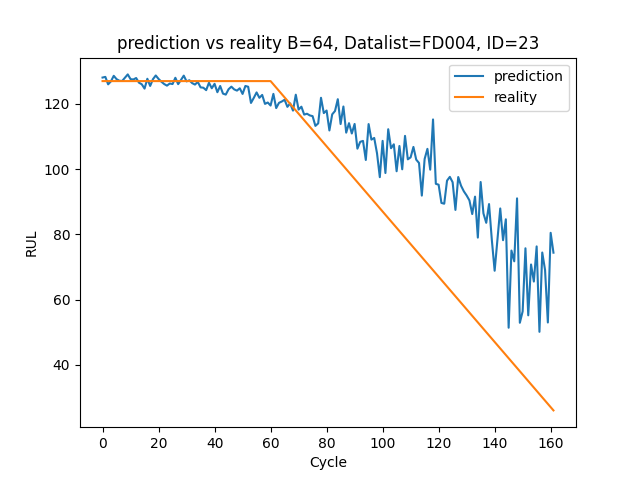 prediction vs reality B=64, Datalist=FD004, ID=23
prediction
reality
RUL
120
100
80
60
40
0 20 40 60 80 100 120 140 160
Cycle